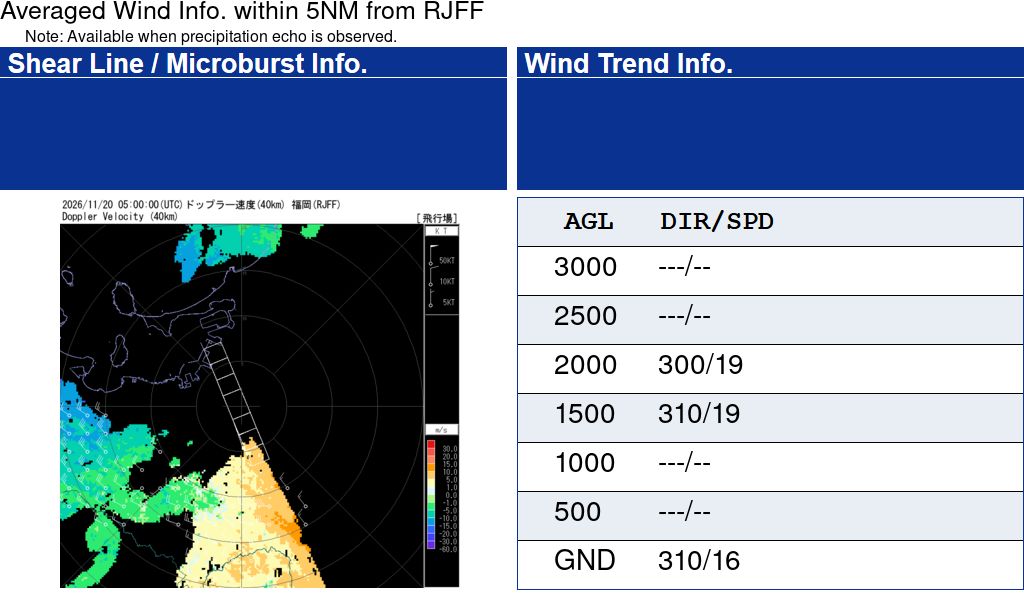 Averaged Wind Info. within 5NM from RJFF
Note: Available when precipitation echo is observed.
Shear Line / Microburst Info.
Wind Trend Info.
2026/11/20 05:00:00(UTC) ドップラー速度(40km) 福岡(RJFF)
Doppler Velocity (40km)
[飛行場]
KT
50KT
10KT
5KT
m/s
30.0
20.0
15.0
10.0
5.0
1.0
0.0
-1.0
-5.0
-10.0
-15.0
-20.0
-30.0
-60.0
AGL DIR/SPD
3000 ---/--
2500 ---/--
2000 300/19
1500 310/19
1000 ---/--
500 ---/--
GND 310/16